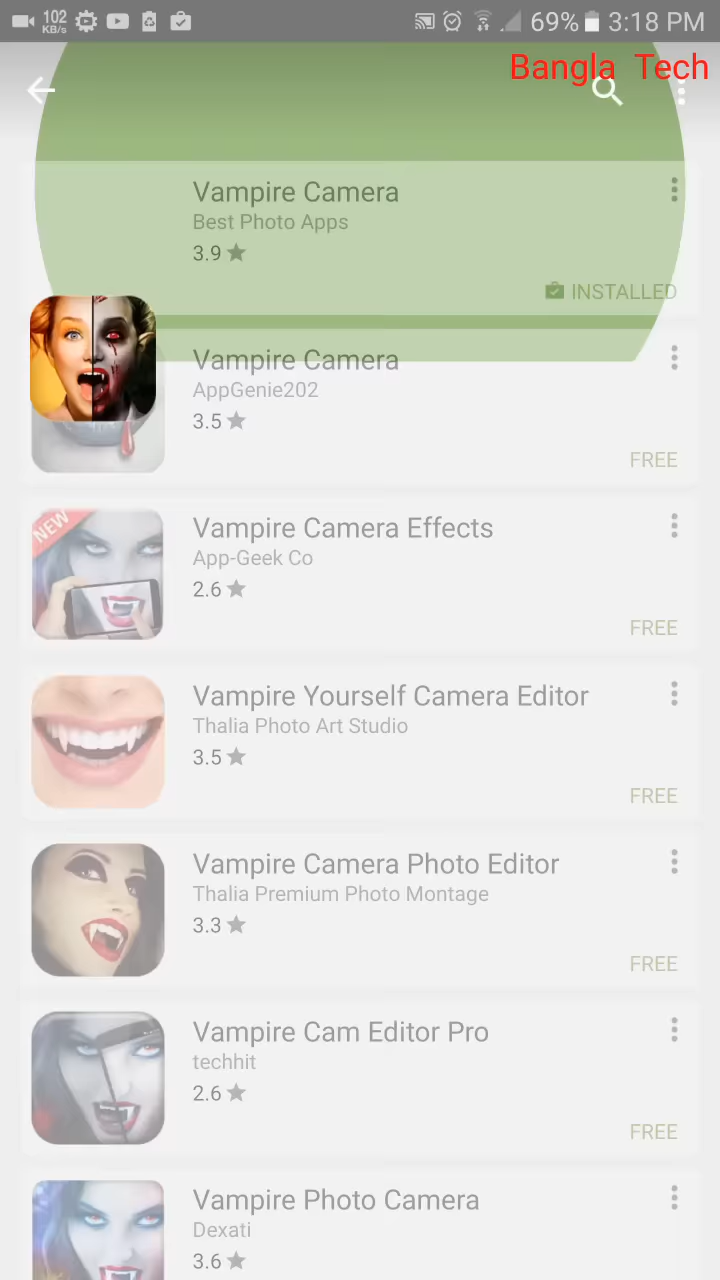 102
KB/s
69%
3:18 PM
Bangla Tech
Vampire Camera
Best Photo Apps
3.9
INSTALLED
Vampire Camera
AppGenie202
3.5
FREE
NEW
Vampire Camera Effects
App-Geek Co
2.6
FREE
Vampire Yourself Camera Editor
Thalia Photo Art Studio
3.5
FREE
Vampire Camera Photo Editor
Thalia Premium Photo Montage
3.3
FREE
Vampire Cam Editor Pro
techhit
2.6
FREE
Vampire Photo Camera
Dexati
3.6